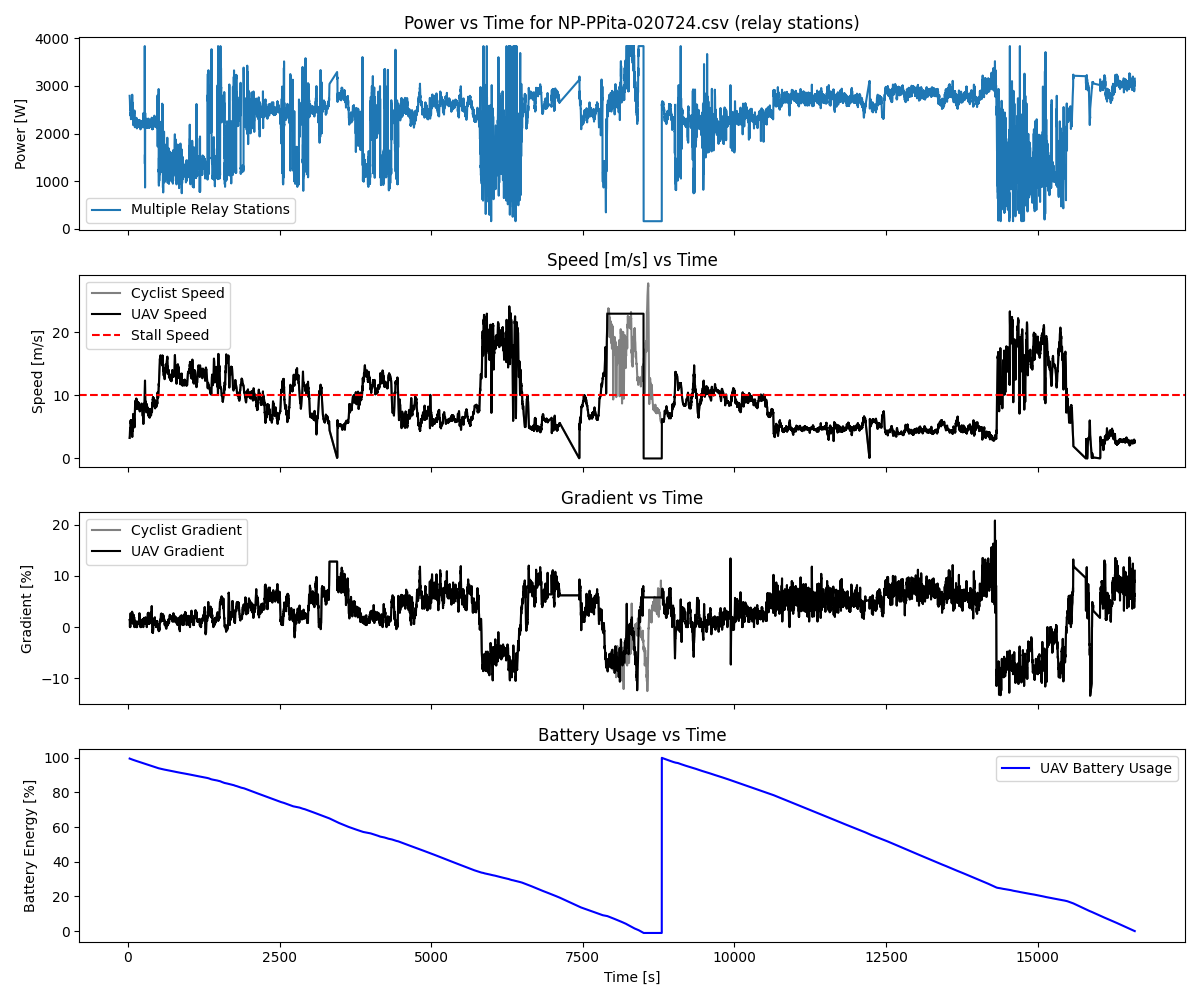 Power vs Time for NP-PPita-020724.csv (relay stations)
Power [W]
4000
3000
2000
1000
0
Multiple Relay Stations
Speed [m/s] vs Time
Speed [m/s]
20
10
0
Cyclist Speed
UAV Speed
Stall Speed
Gradient vs Time
Gradient [%]
20
10
0
−10
Cyclist Gradient
UAV Gradient
Battery Usage vs Time
Battery Energy [%]
100
80
60
40
20
0
UAV Battery Usage
0 2500 5000 7500 10000 12500 15000
Time [s]